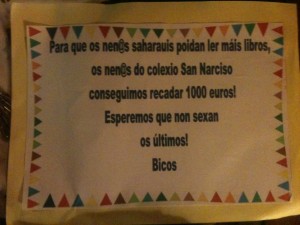 Para que os nen@s saharauis poidan ler máis libros,
os nen@s do colexio San Narciso
conseguimos recadar 1000 euros!
Esperemos que non sexan
os últimos!
Bicos